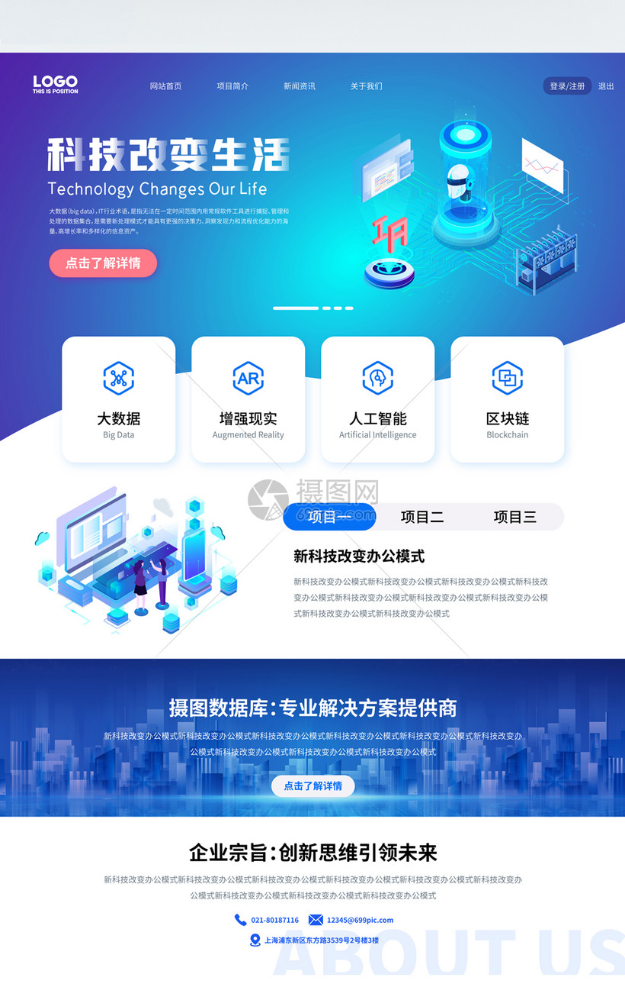 LOGO
THIS IS POSITION
网站首页 项目简介 新闻资讯 关于我们 登录/注册 退出
科技改变生活
Technology Changes Our Life
大数据（big data），IT行业术语，是指无法在一定时间范围内用常规软件工具进行捕捉、管理和
处理的数据集合，是需要新处理模式才能具有更强的决策力、洞察发现力和流程优化能力的海
量、高增长率和多样化的信息资产。
点击了解详情
IA
AR
大数据 增强现实 人工智能 区块链
Big Data Augmented Reality Artificial Intelligence Blockchain
摄图网
699pic.com
项目一 项目二 项目三
新科技改变办公模式
新科技改变办公模式新科技改变办公模式新科技改变办公模式新科技改
变办公模式新科技改变办公模式新科技改变办公模式新科技改变办公模
式新科技改变办公模式新科技改变办公模式
摄图数据库：专业解决方案提供商
新科技改变办公模式新科技改变办公模式新科技改变办公模式新科技改变办公模式新科技改变办公模式新科技改变办
公模式新科技改变办公模式新科技改变办公模式新科技改变办公模式
点击了解详情
企业宗旨：创新思维引领未来
新科技改变办公模式新科技改变办公模式新科技改变办公模式新科技改变办公模式新科技改变办公模式新科技改变办
公模式新科技改变办公模式新科技改变办公模式新科技改变办公模式
021-80187116 12345@699pic.com
上海浦东新区东方路3539号2号楼3楼
ABOUT US